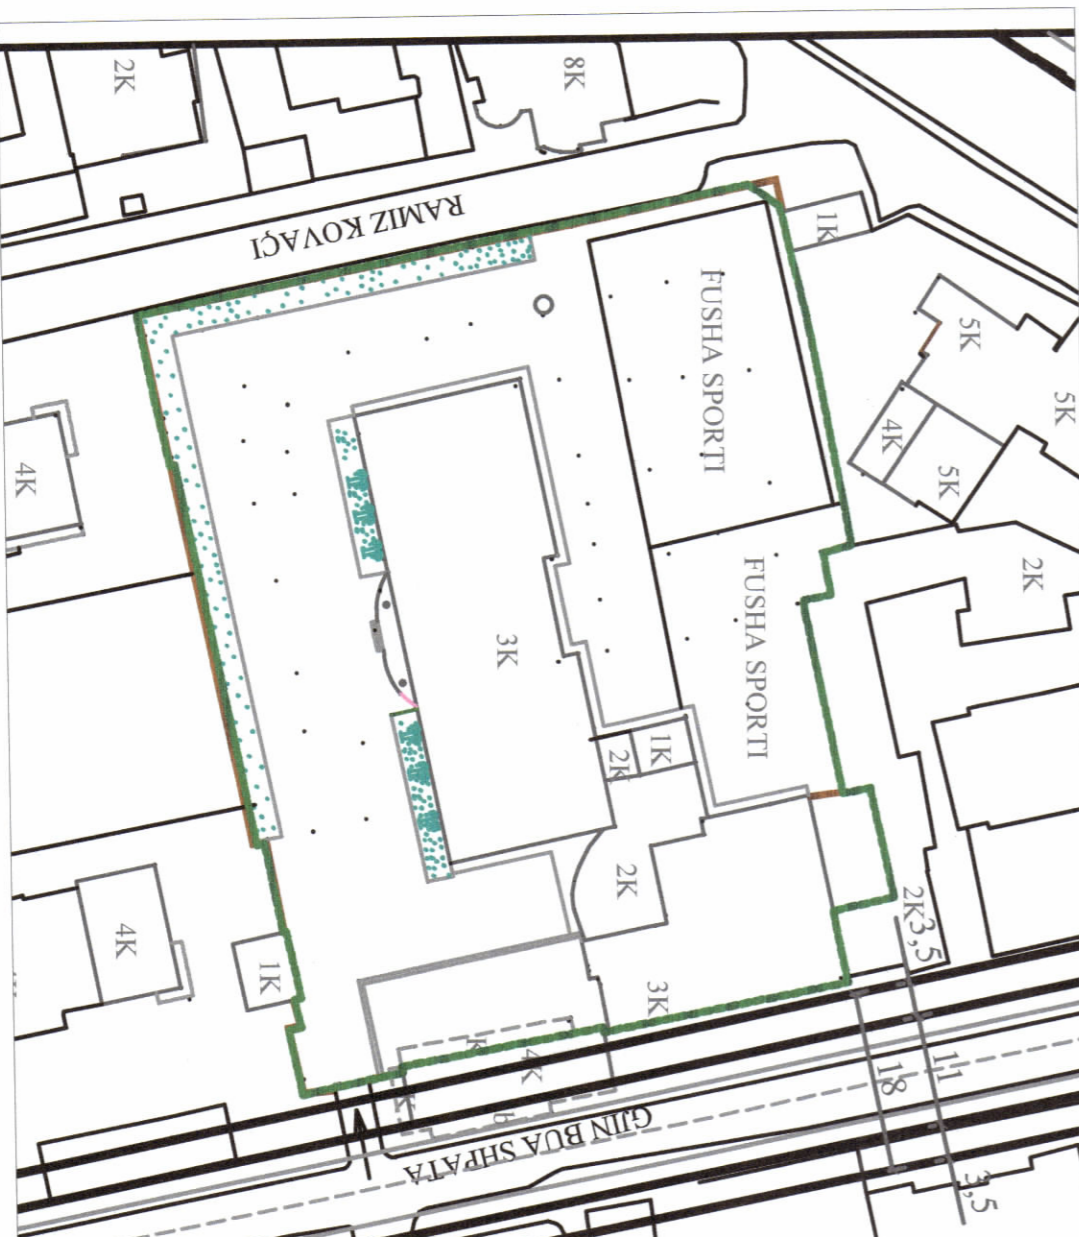 2K
8K
RAMIZ KOVAÇI
1K
FUSHA SPORTI
5K
5K
4K
5K
4K
FUSHA SPORTI
2K
3K
1K
2K
2K
4K
1K
3K
2K
3,5
4K
K
K
b
18
11
GJIN BUA SHPATA
3,5